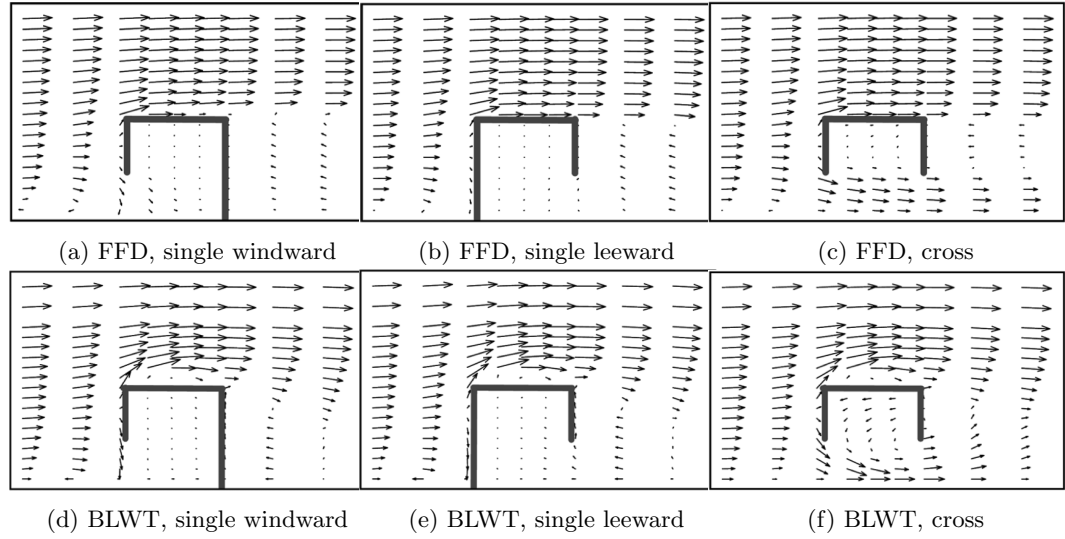 (a) FFD, single windward
(b) FFD, single leeward
(c) FFD, cross
(d) BLWT, single windward
(e) BLWT, single leeward
(f) BLWT, cross